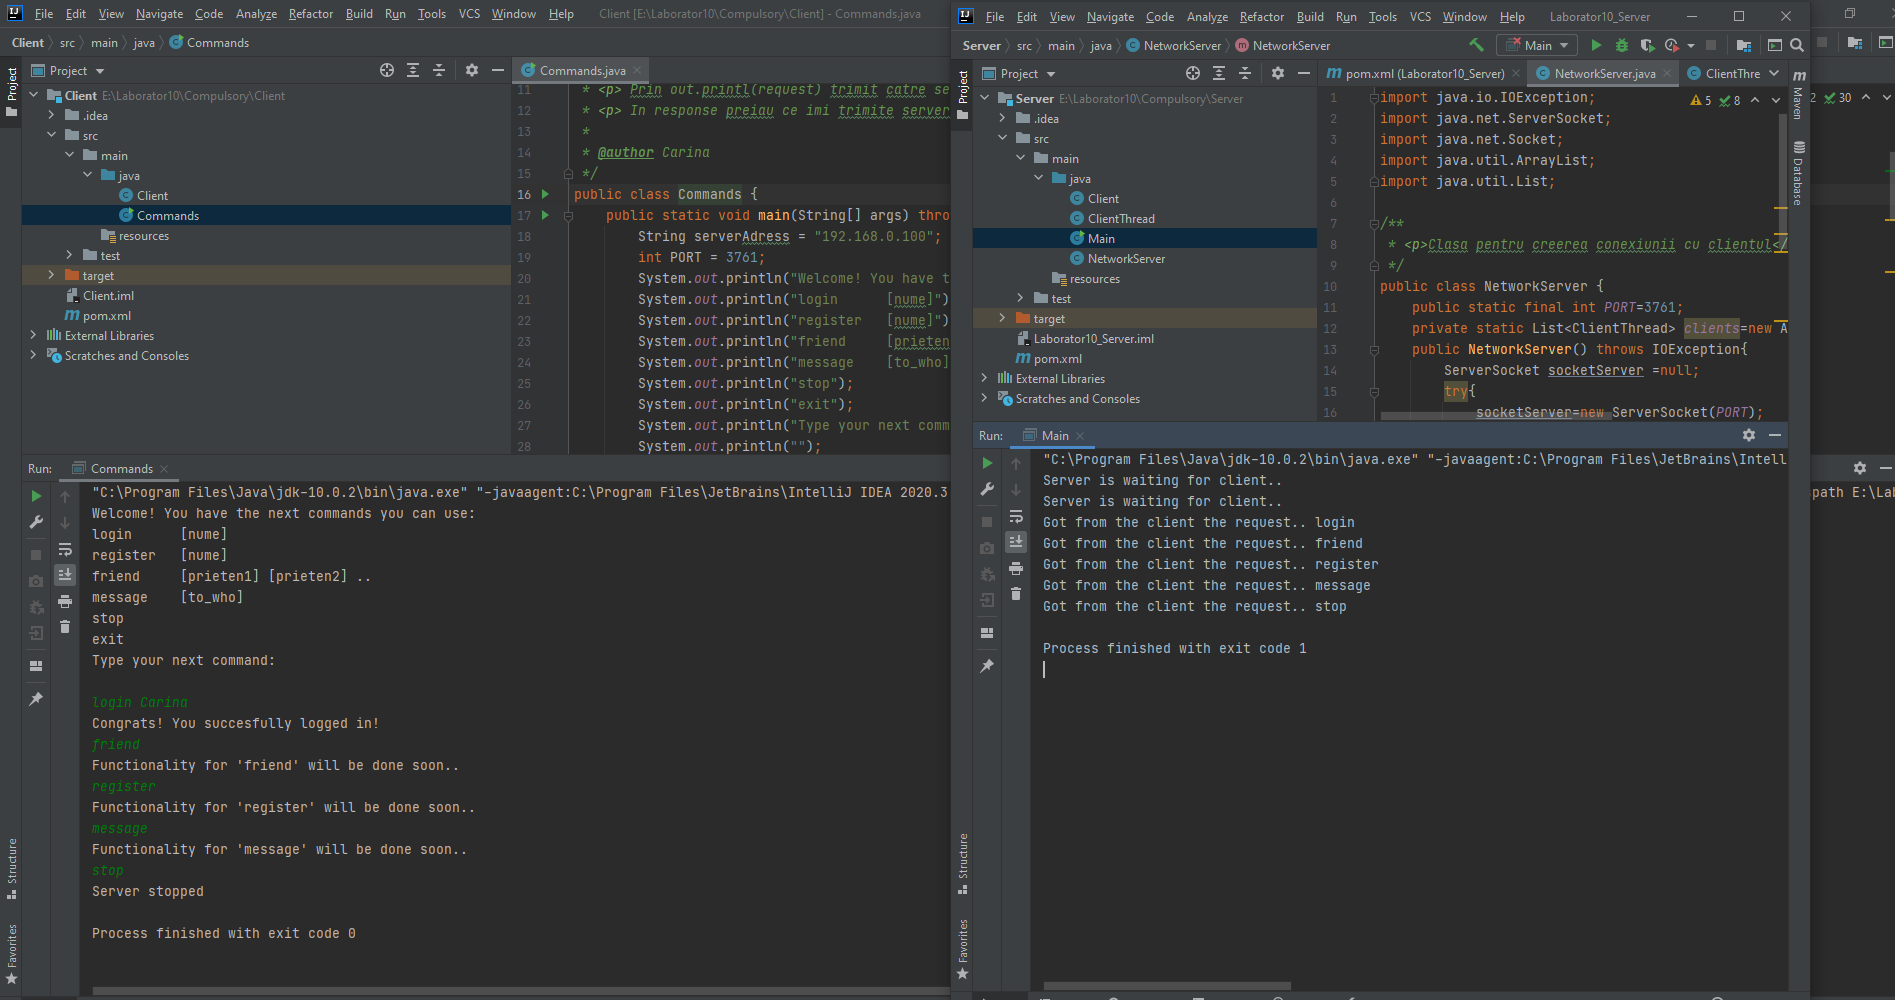 File Edit View Navigate Code Analyze Refactor Build Run Tools VCS Window Help Client [E:\Laborator10\Compulsory\Client] - Commands.java
Client src main java Commands
Project
Project
Client E:\Laborator10\Compulsory\Client
.idea
src
main
java
Client
Commands
resources
test
target
Client.iml
pom.xml
External Libraries
Scratches and Consoles
Structure
Favorites
Commands.java
11 * <p> Prin out.printl(request) trimit catre se
12 * <p> In response preiau ce imi trimite server
13 *
14 * @author Carina
15 */
16 public class Commands {
17 public static void main(String[] args) thro
18 String serverAdress = "192.168.0.100";
19 int PORT = 3761;
20 System.out.println("Welcome! You have t
21 System.out.println("login [nume]")
22 System.out.println("register [nume]")
23 System.out.println("friend [prieten
24 System.out.println("message [to_who]
25 System.out.println("stop");
26 System.out.println("exit");
27 System.out.println("Type your next comm
28 System.out.println("");
Run: Commands
"C:\Program Files\Java\jdk-10.0.2\bin\java.exe" "-javaagent:C:\Program Files\JetBrains\IntelliJ IDEA 2020.3
Welcome! You have the next commands you can use:
login [nume]
register [nume]
friend [prieten1] [prieten2] ..
message [to_who]
stop
exit
Type your next command:
login Carina
Congrats! You succesfully logged in!
friend
Functionality for 'friend' will be done soon..
register
Functionality for 'register' will be done soon..
message
Functionality for 'message' will be done soon..
stop
Server stopped
Process finished with exit code 0
File Edit View Navigate Code Analyze Refactor Build Run Tools VCS Window Help Laborator10_Server
Server src main java NetworkServer NetworkServer
Main
Project
Project
Server E:\Laborator10\Compulsory\Server
.idea
src
main
java
Client
ClientThread
Main
NetworkServer
resources
test
target
Laborator10_Server.iml
pom.xml
External Libraries
Scratches and Consoles
Structure
Favorites
pom.xml (Laborator10_Server) NetworkServer.java ClientThre
5 8
1 import java.io.IOException;
2 import java.net.ServerSocket;
3 import java.net.Socket;
4 import java.util.ArrayList;
5 import java.util.List;
6
7 /**
8 * <p>Clasa pentru creerea conexiunii cu clientul</
9 */
10 public class NetworkServer {
11 public static final int PORT=3761;
12 private static List<ClientThread> clients=new A
13 public NetworkServer() throws IOException{
14 ServerSocket socketServer =null;
15 try{
16 socketServer=new ServerSocket(PORT);
Maven
Database
Run: Main
"C:\Program Files\Java\jdk-10.0.2\bin\java.exe" "-javaagent:C:\Program Files\JetBrains\Intell
Server is waiting for client..
Server is waiting for client..
Got from the client the request.. login
Got from the client the request.. friend
Got from the client the request.. register
Got from the client the request.. message
Got from the client the request.. stop
Process finished with exit code 1
2 30
path E:\Lab